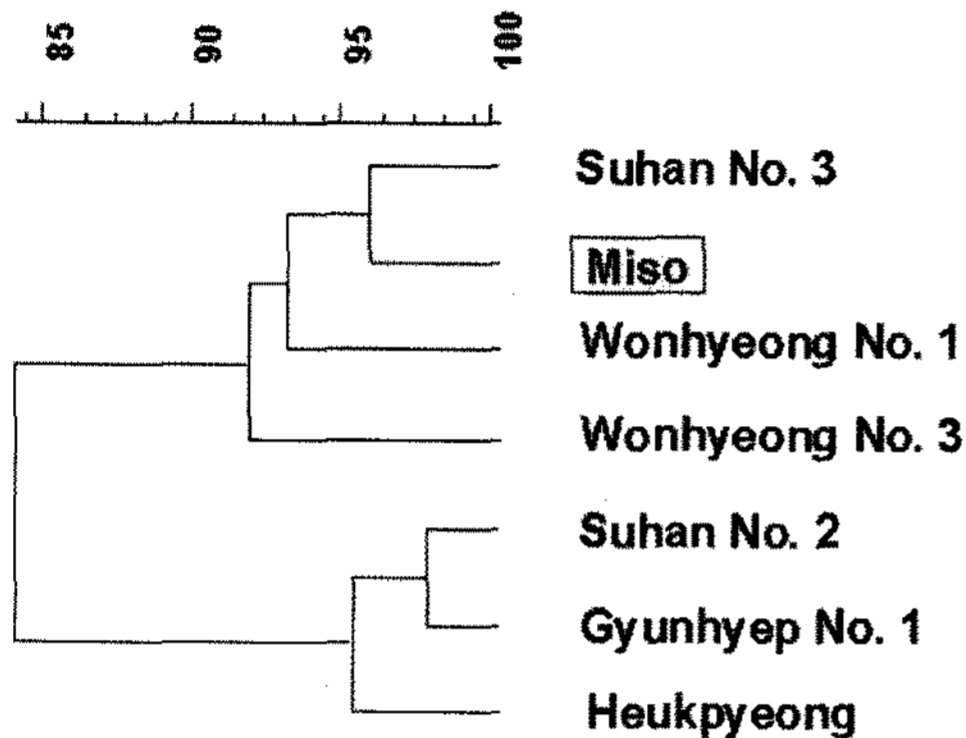 85 90 95 100
Suhan No. 3
Miso
Wonhyeong No. 1
Wonhyeong No. 3
Suhan No. 2
Gyunhyep No. 1
Heukpyeong